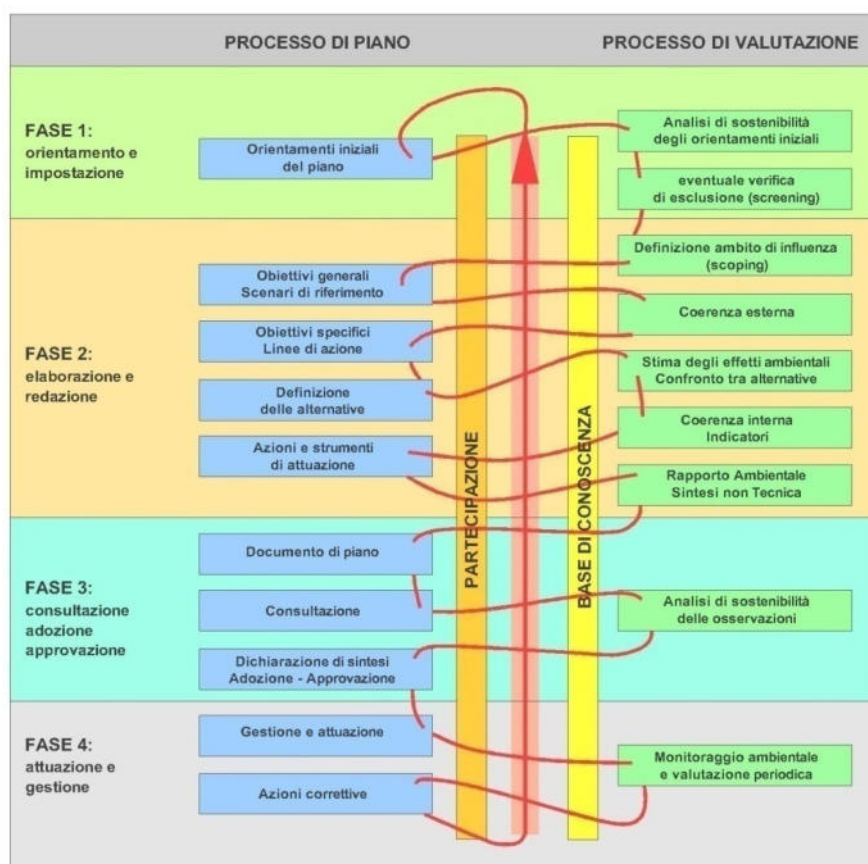 PROCESSO DI PIANO
PROCESSO DI VALUTAZIONE
FASE 1:
orientamento e
impostazione
Orientamenti iniziali
del piano
Analisi di sostenibilità
degli orientamenti iniziali
eventuale verifica
di esclusione (screening)
FASE 2:
elaborazione e
redazione
Obiettivi generali
Scenari di riferimento
Obiettivi specifici
Linee di azione
Definizione
delle alternative
Azioni e strumenti
di attuazione
Definizione ambito di influenza
(scoping)
Coerenza esterna
Stima degli effetti ambientali
Confronto tra alternative
Coerenza interna
Indicatori
Rapporto Ambientale
Sintesi non Tecnica
PARTECIPAZIONE
BASE DI CONOSCENZA
FASE 3:
consultazione
adozione
approvazione
Documento di piano
Consultazione
Dichiarazione di sintesi
Adozione - Approvazione
Analisi di sostenibilità
delle osservazioni
FASE 4:
attuazione e
gestione
Gestione e attuazione
Azioni correttive
Monitoraggio ambientale
e valutazione periodica